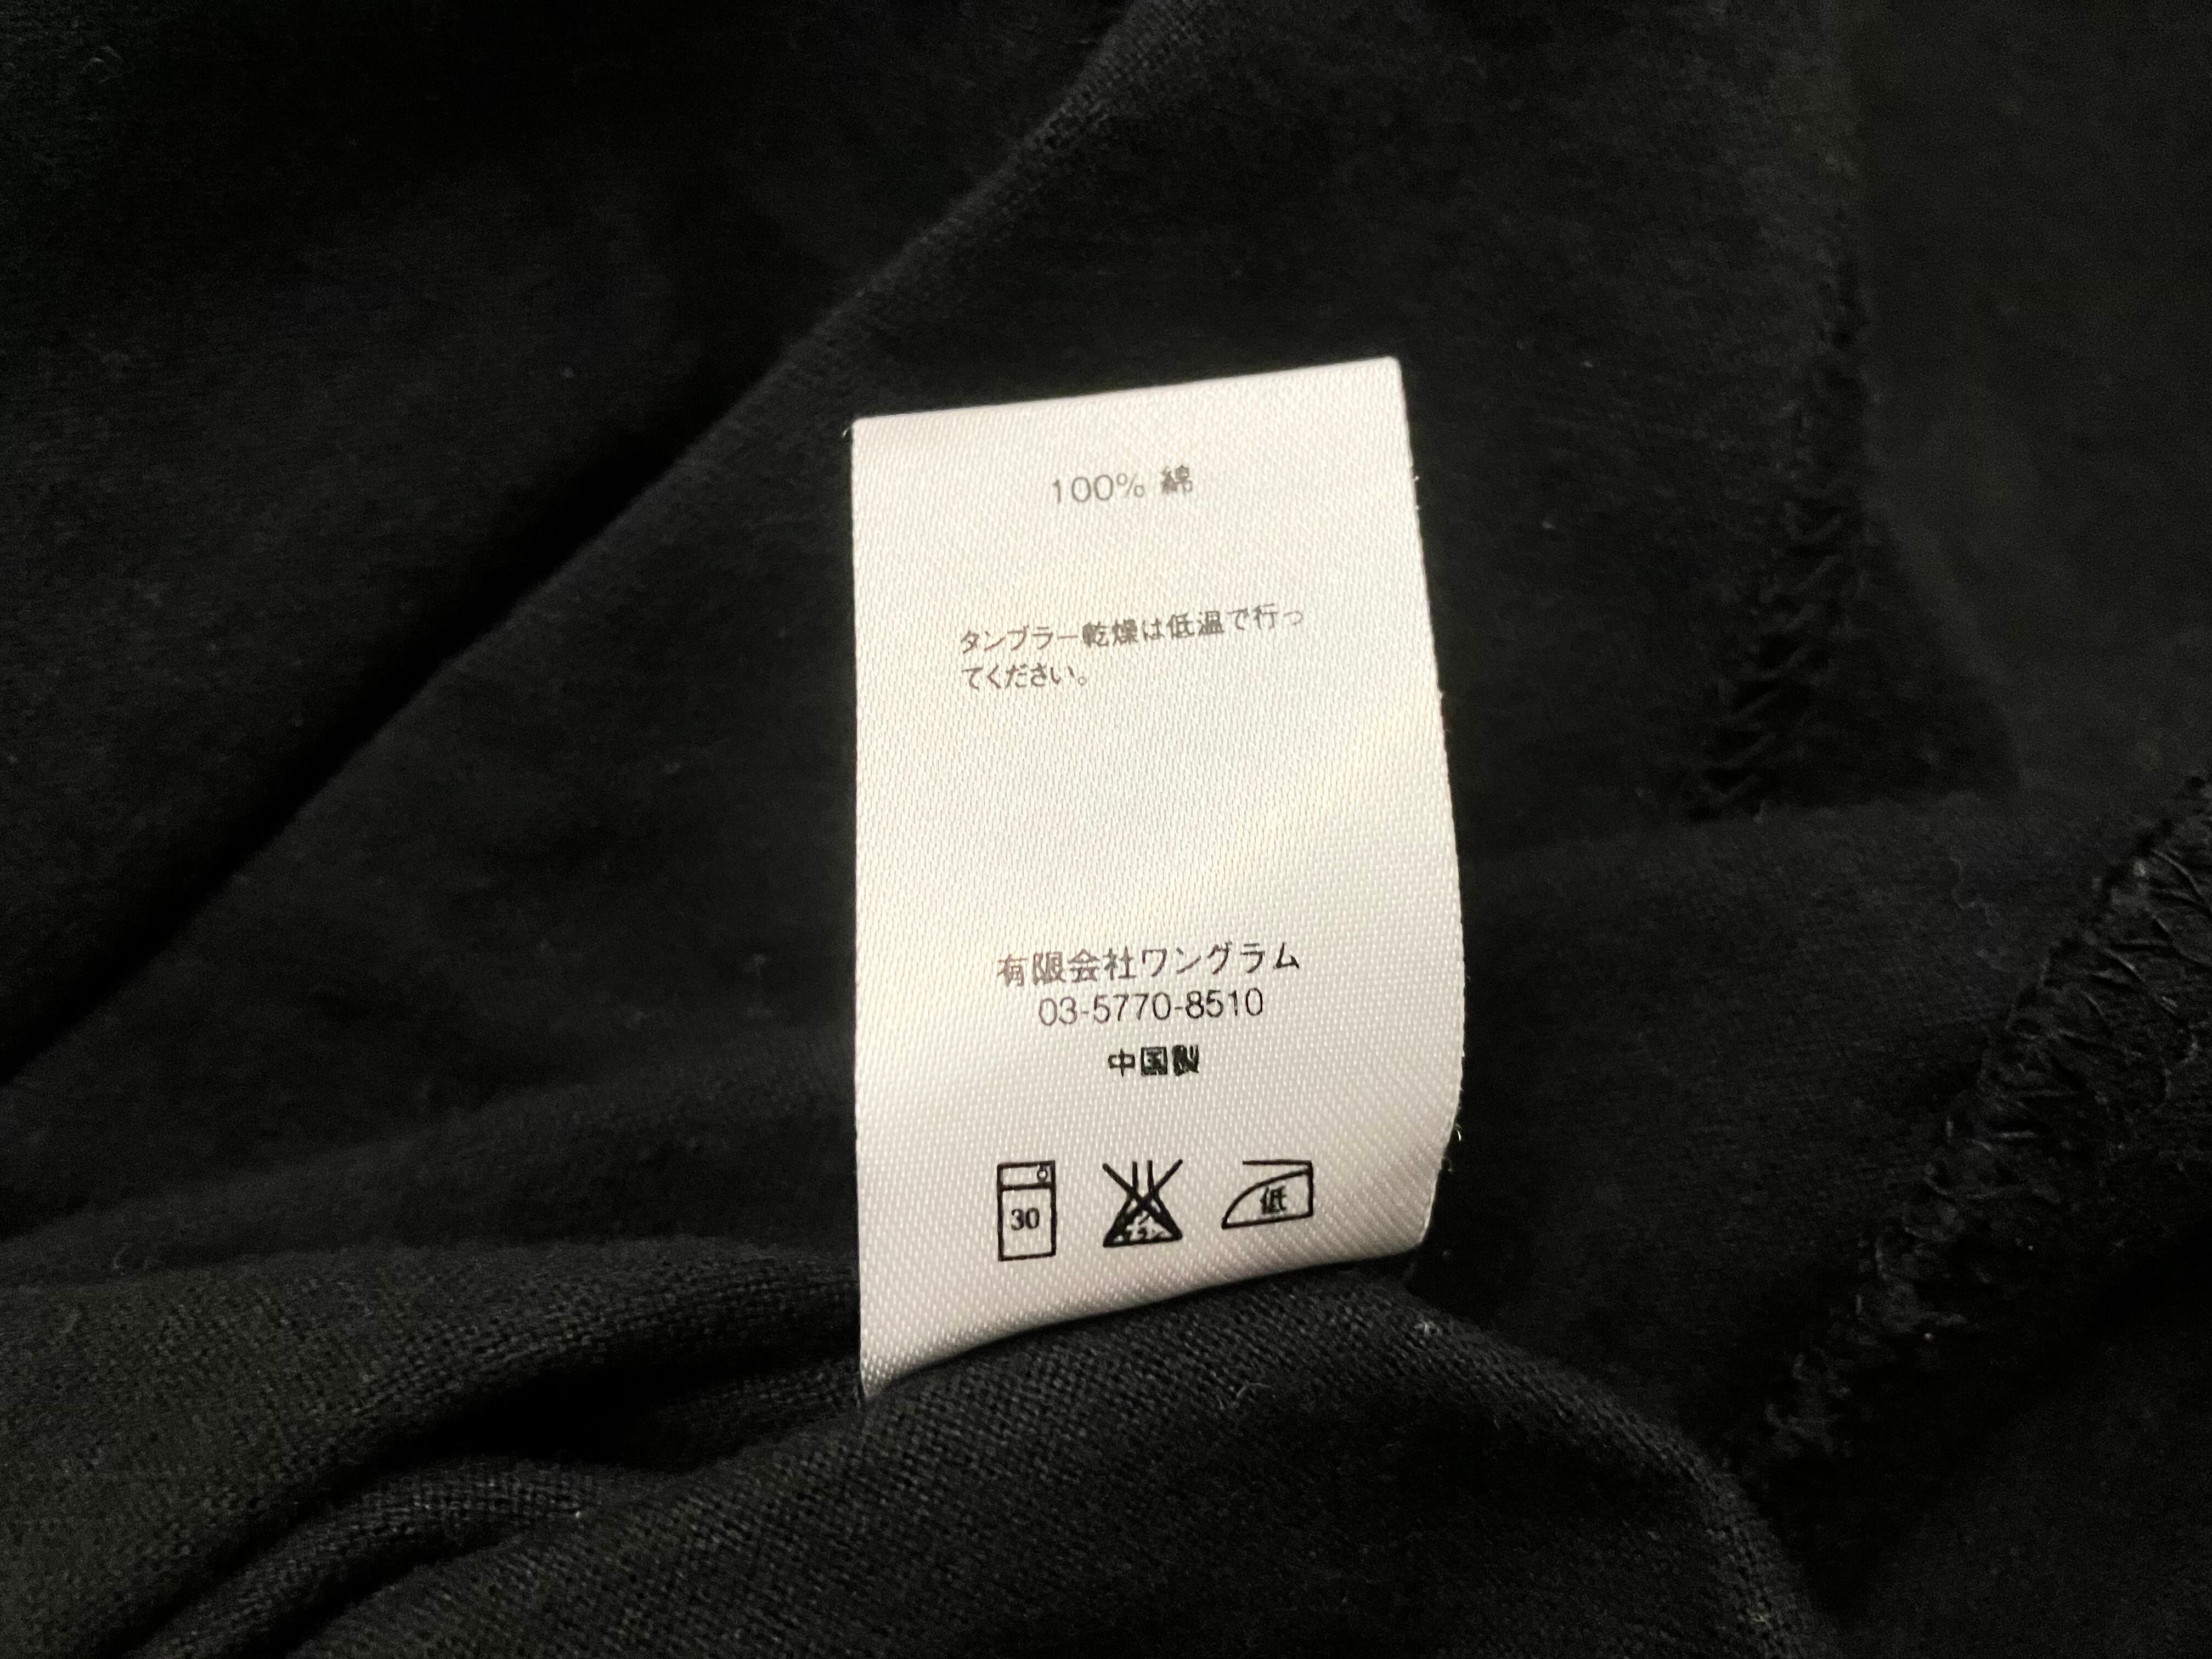 100% 綿
タンブラー乾燥は低温で行っ
てください。
有限会社ワングラム
03-5770-8510
中国製
30
低